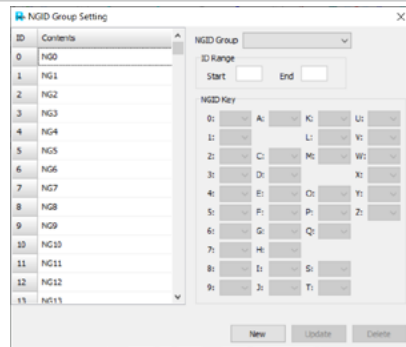 NGID Group Setting
ID Contents
0 NG0
1 NG1
2 NG2
3 NG3
4 NG4
5 NG5
6 NG6
7 NG7
8 NG8
9 NG9
10 NG10
11 NG11
12 NG12
13 NG13
NGID Group
ID Range
Start End
NGID Key
0: A: K: U:
1: L: V:
2: C: M: W:
3: D: X:
4: E: O: Y:
5: F: P: Z:
6: G: Q:
7: H:
8: I: S:
9: J: T:
New Update Delete